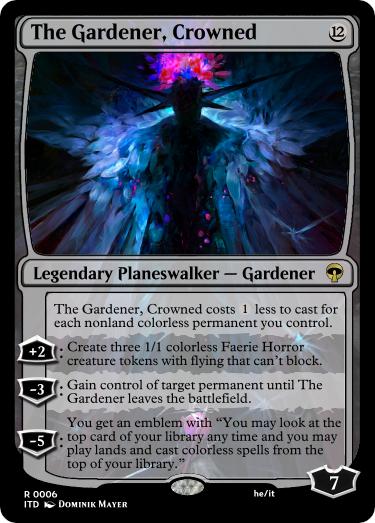 The Gardener, Crowned 12
Legendary Planeswalker — Gardener
The Gardener, Crowned costs 1 less to cast for
each nonland colorless permanent you control.
+2: Create three 1/1 colorless Faerie Horror
creature tokens with flying that can't block.
-3: Gain control of target permanent until The
Gardener leaves the battlefield.
-5: You get an emblem with “You may look at the
top card of your library any time and you may
play lands and cast colorless spells from the
top of your library.”
7
R 0006 he/it
ITD Dominik Mayer